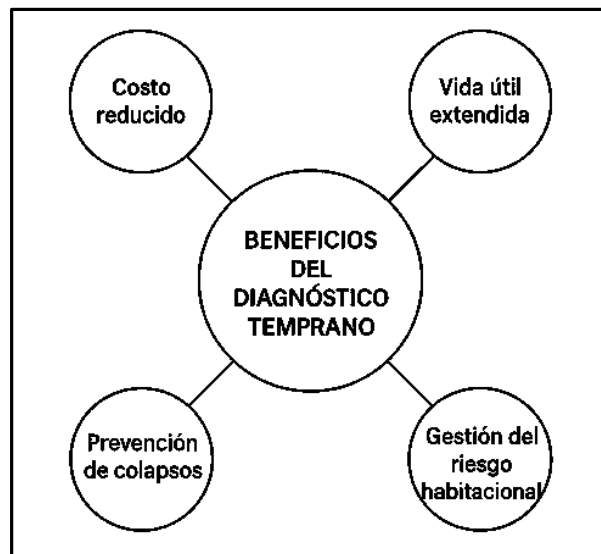 Costo
reducido
Vida útil
extendida
BENEFICIOS
DEL
DIAGNÓSTICO
TEMPRANO
Prevención
de colapsos
Gestión del
riesgo
habitacional